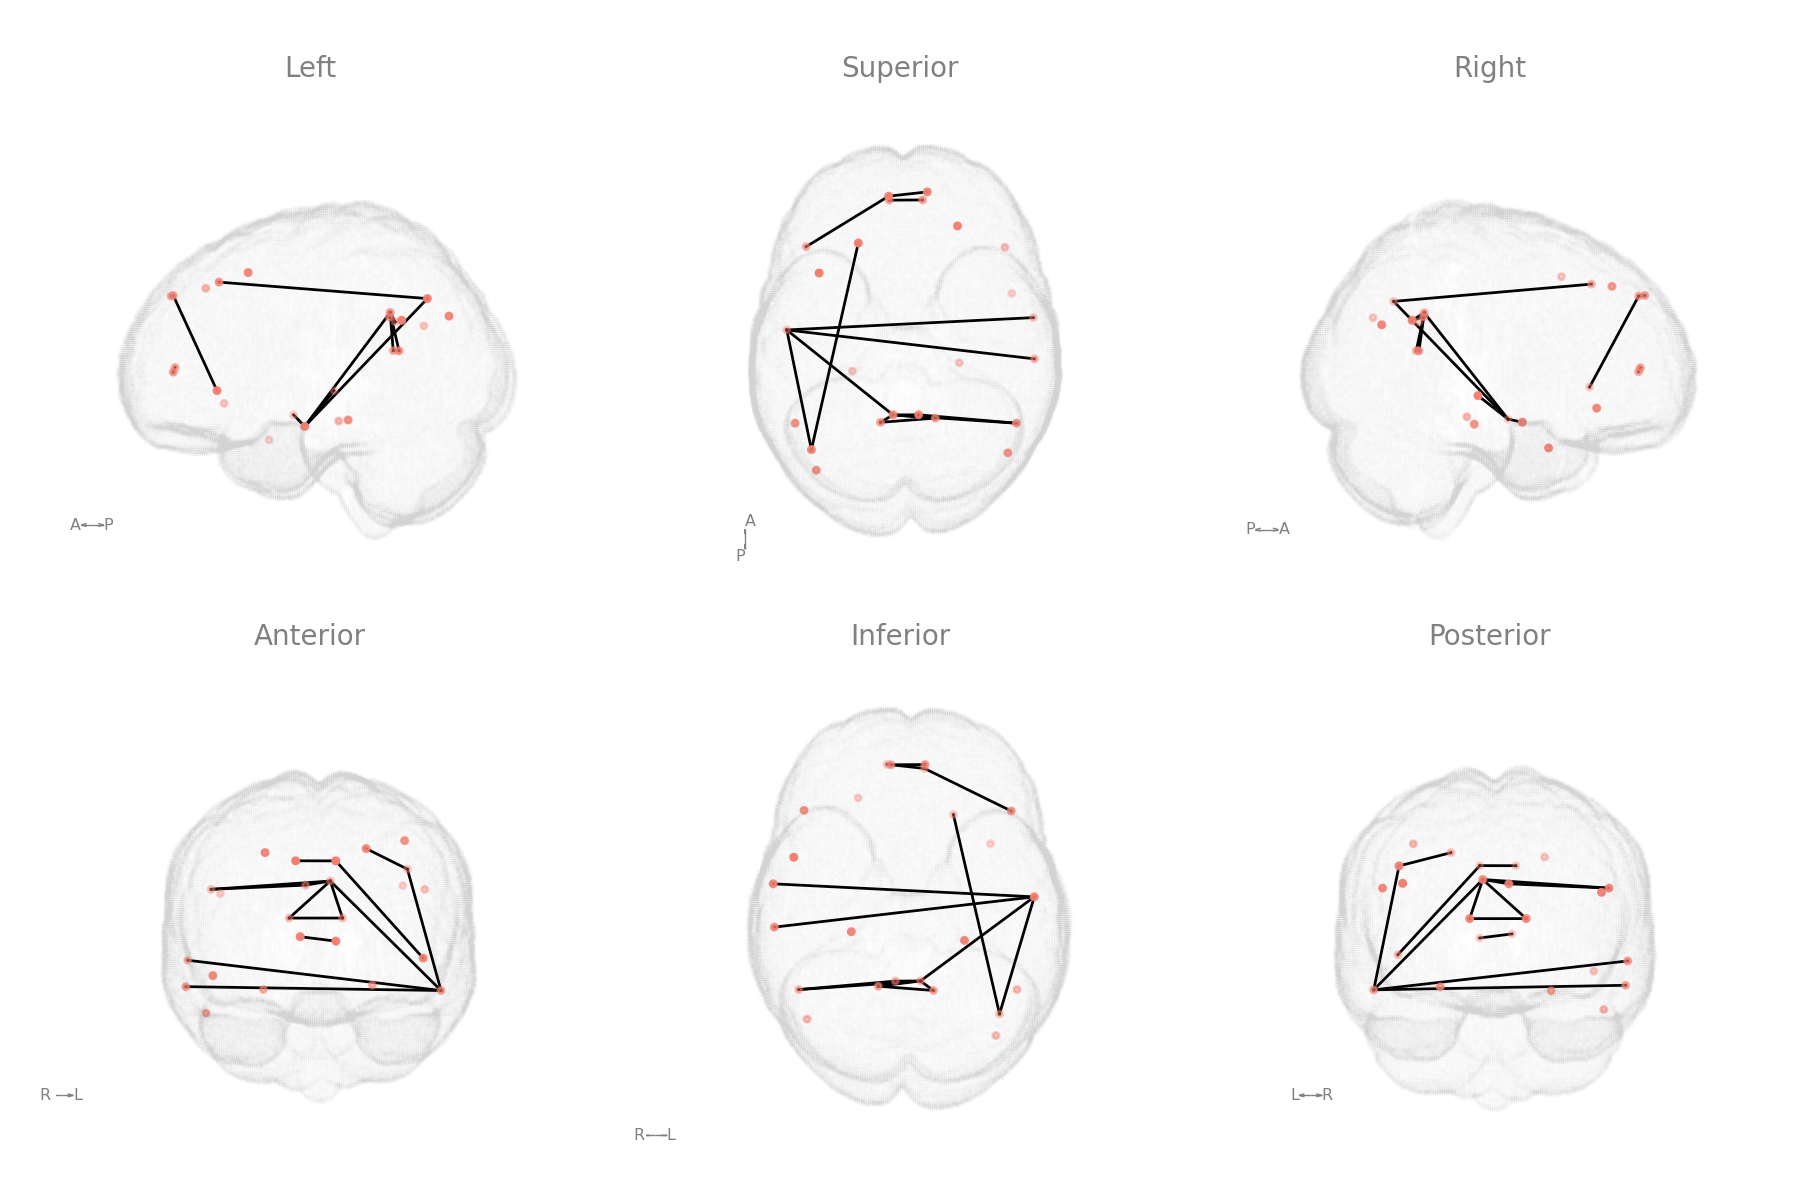 Left
Superior
Right
A
P
A
P
P
A
Anterior
Inferior
Posterior
R
L
R
L
L
R